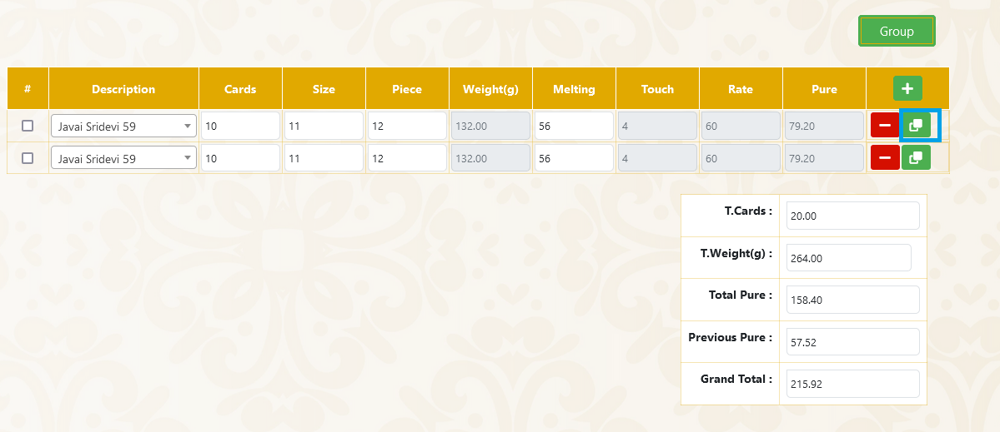 Group
# Description Cards Size Piece Weight(g) Melting Touch Rate Pure
Javai Sridevi 59 10 11 12 132.00 56 4 60 79.20
Javai Sridevi 59 10 11 12 132.00 56 4 60 79.20
T.Cards : 20.00
T.Weight(g) : 264.00
Total Pure : 158.40
Previous Pure : 57.52
Grand Total : 215.92